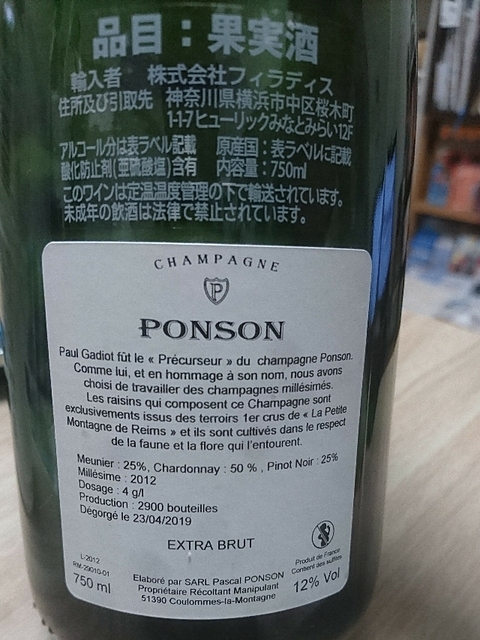 品目：果実酒
輸入者　株式会社フィラディス
住所及び引取先　神奈川県横浜市中区桜木町
1-1-7ヒューリックみなとみらい12F
アルコール分は表ラベル記載　原産国：表ラベルに記載
酸化防止剤(亜硫酸塩)含有　内容量：750ml
このワインは定温温度管理の下で輸送されています。
未成年の飲酒は法律で禁止されています。
CHAMPAGNE
P
PONSON
Paul Gadiot fût le « Précurseur » du champagne Ponson.
Comme lui, et en hommage à son nom, nous avons
choisi de travailler des champagnes millésimés.
Les raisins qui composent ce Champagne sont
exclusivements issus des terroirs 1er crus de « La Petite
Montagne de Reims » et ils sont cultivés dans le respect
de la faune et la flore qui l'entourent.
Meunier : 25%, Chardonnay : 50 % , Pinot Noir : 25%
Millésime : 2012
Dosage : 4 g/l
Production : 2900 bouteilles
Dégorgé le 23/04/2019
EXTRA BRUT
L-2012
RM-29010-01
750 ml
Elaboré par SARL Pascal PONSON
Propriétaire Récoltant Manipulant
51390 Coulommes-la-Montagne
Produit de France
Contient des sulfites
12% Vol